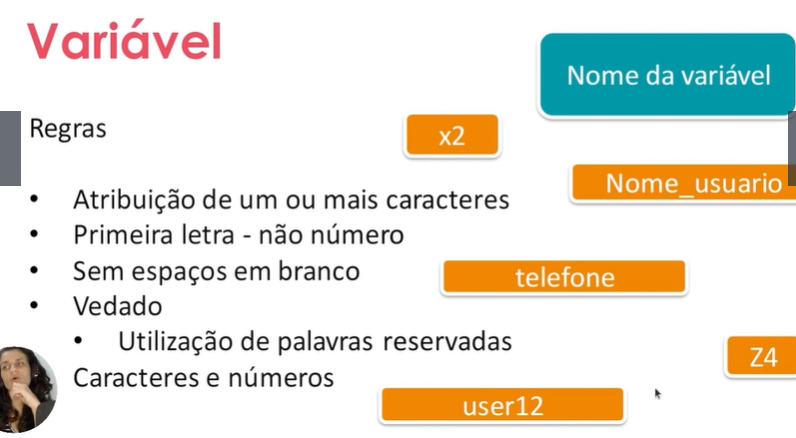 Variável
Nome da variável
Regras
x2
Nome_usuario
• Atribuição de um ou mais caracteres
• Primeira letra - não número
• Sem espaços em branco
telefone
• Vedado
• Utilização de palavras reservadas
Z4
Caracteres e números
user12